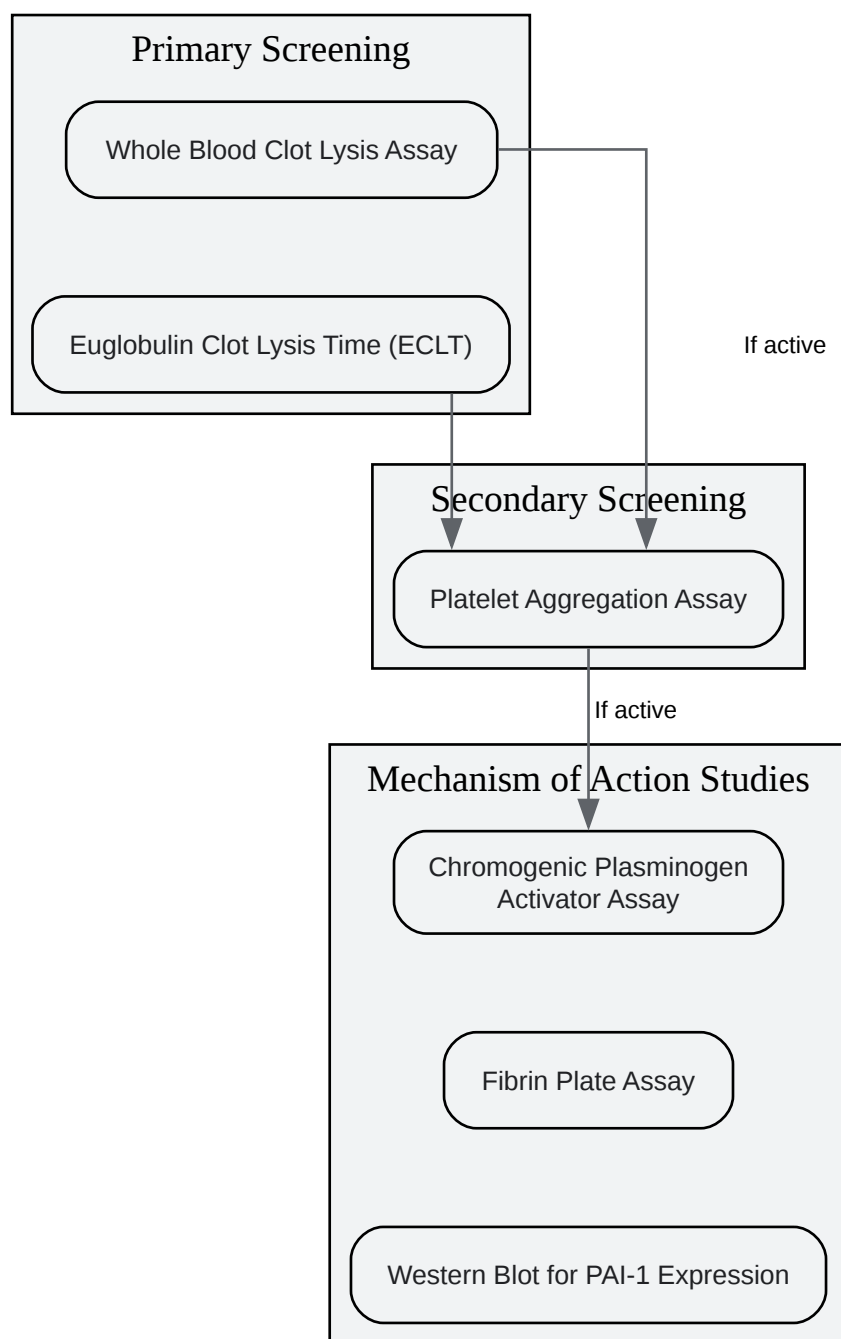 Primary Screening
Whole Blood Clot Lysis Assay
Euglobulin Clot Lysis Time (ECLT)
If active
Secondary Screening
Platelet Aggregation Assay
If active
Mechanism of Action Studies
Chromogenic Plasminogen
Activator Assay
Fibrin Plate Assay
Western Blot for PAI-1 Expression